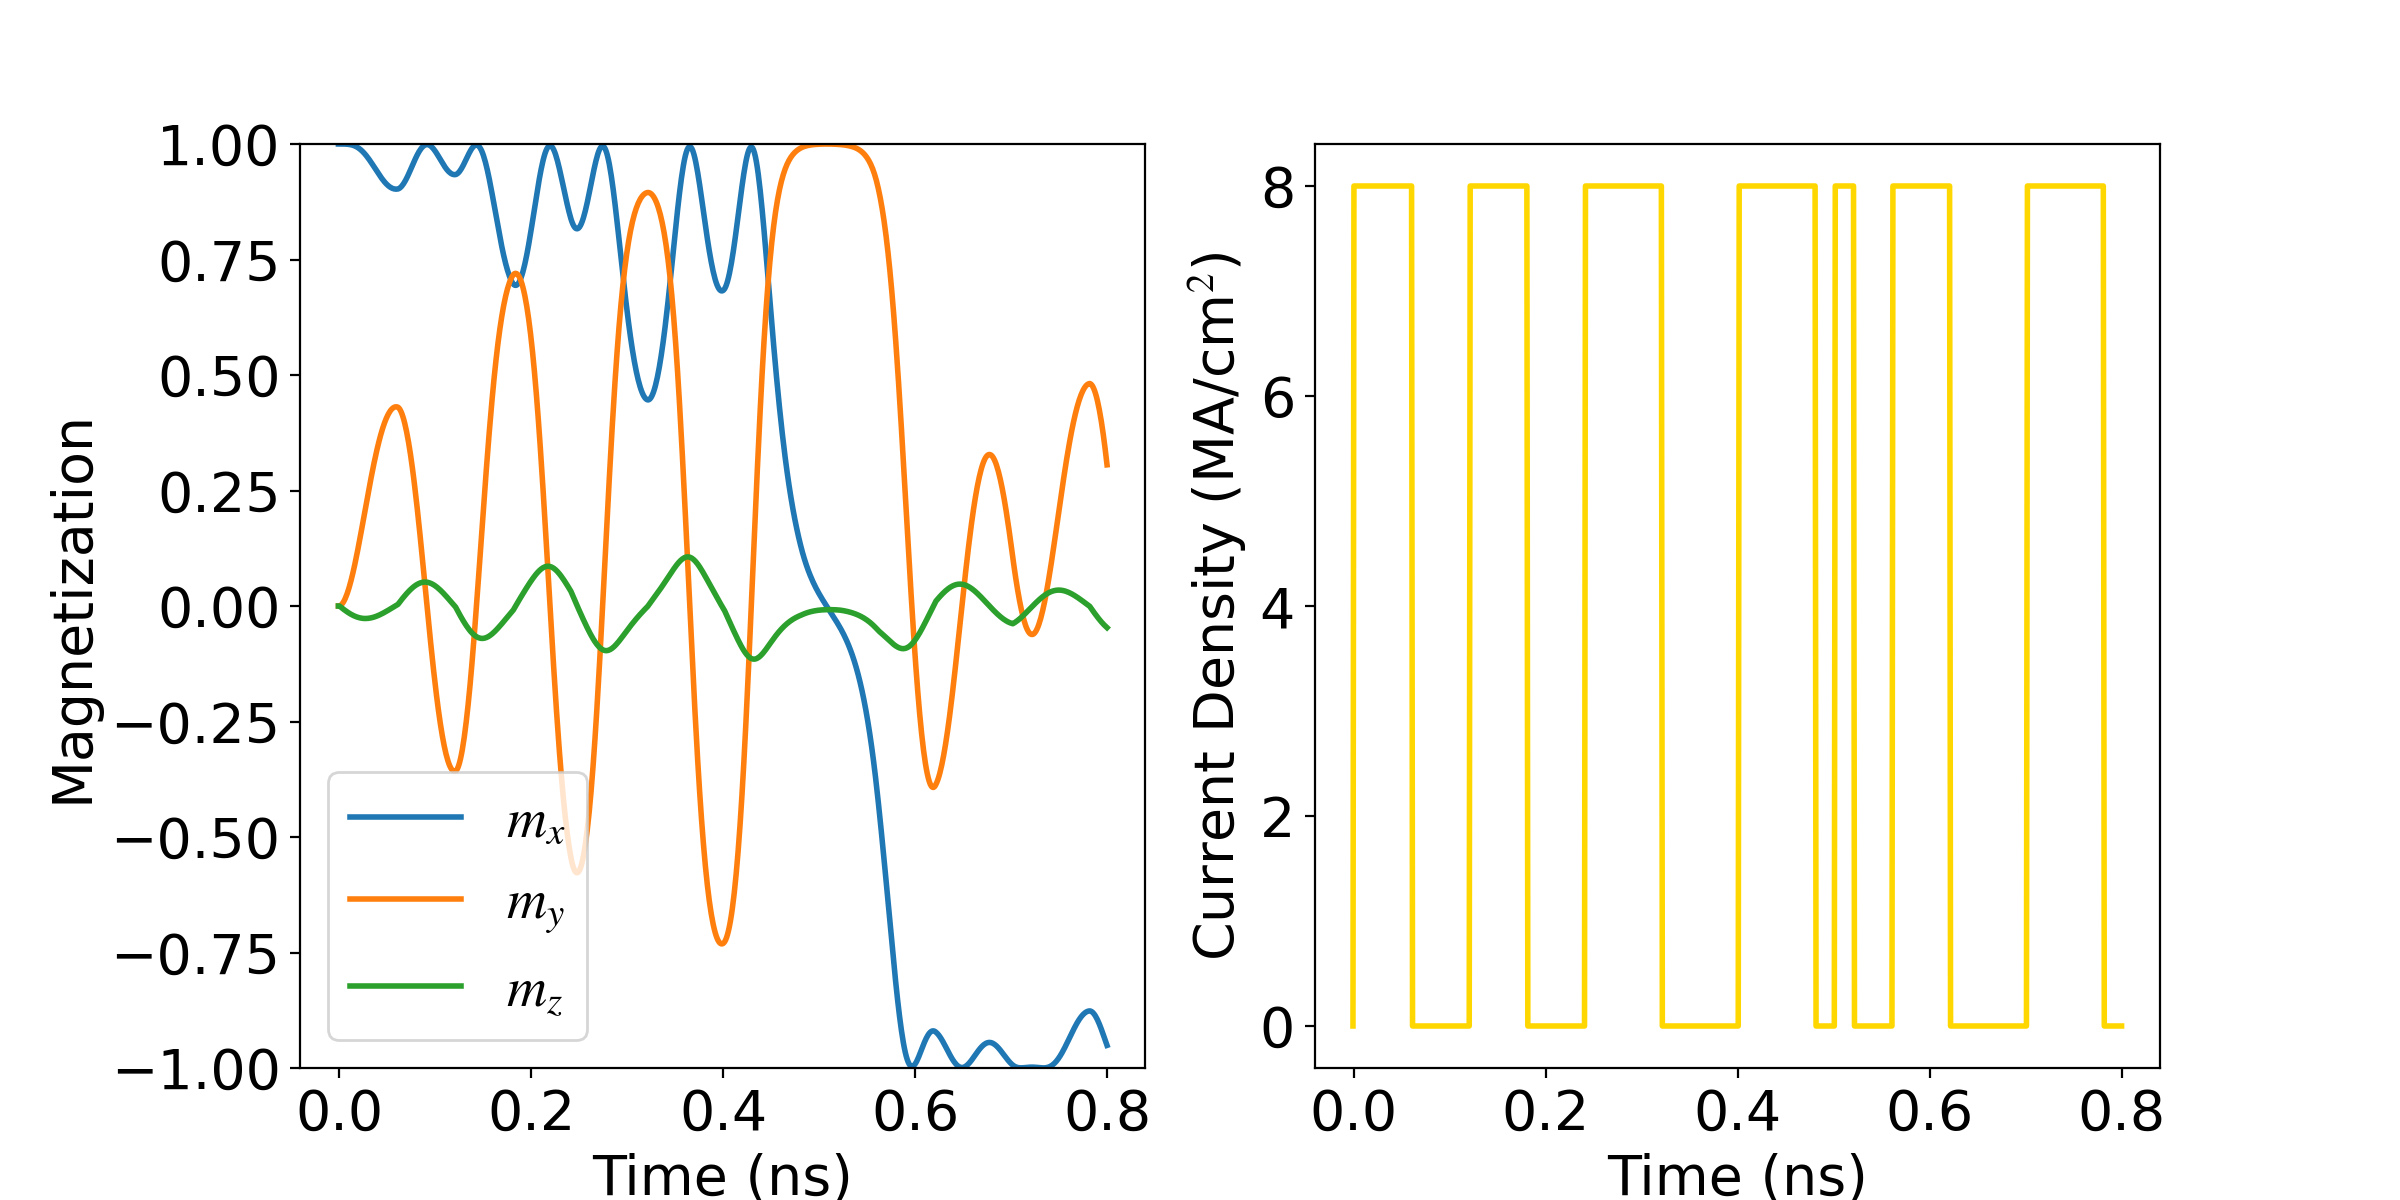 Magnetization
1.00
0.75
0.50
0.25
0.00
−0.25
−0.50
−0.75
−1.00
m_x
m_y
m_z
0.0 0.2 0.4 0.6 0.8
Time (ns)
Current Density (MA/cm²)
8
6
4
2
0
0.0 0.2 0.4 0.6 0.8
Time (ns)